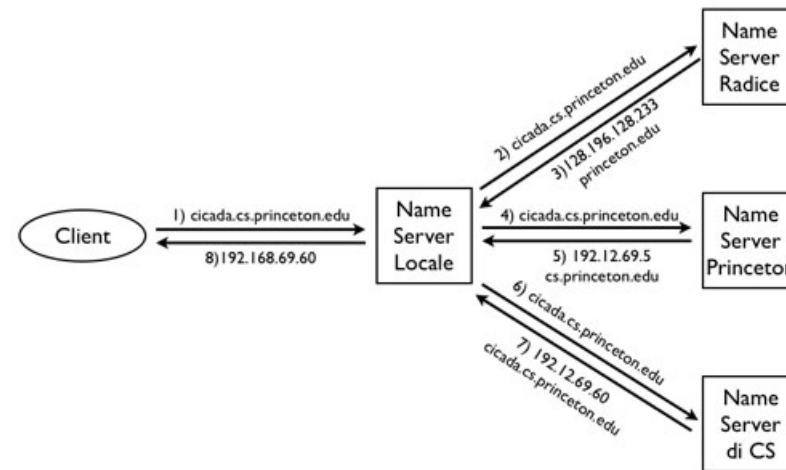 Name
Server
Radice
2) cicada.cs.princeton.edu
3)128.196.128.233
princeton.edu
Client
1) cicada.cs.princeton.edu
8)192.168.69.60
Name
Server
Locale
4) cicada.cs.princeton.edu
5) 192.12.69.5
cs.princeton.edu
Name
Server
Princeton
6) cicada.cs.princeton.edu
7) 192.12.69.60
cicada.cs.princeton.edu
Name
Server
di CS